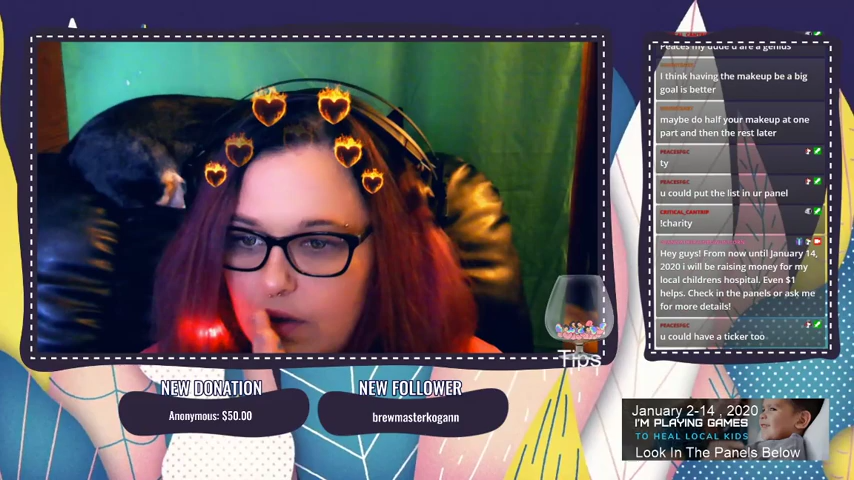 Peaces my dude u are a genius
I think having the makeup be a big
goal is better
maybe do half your makeup at one
part and then the rest later
PEACESFEC
ty
PEACESFEC
u could put the list in ur panel
CRITICAL_CANTRIP
!charity
Hey guys! From now until January 14,
2020 i will be raising money for my
local childrens hospital. Even $1
helps. Check in the panels or ask me
for more details!
PEACESFEC
u could have a ticker too
Tips
NEW DONATION
Anonymous: $50.00
NEW FOLLOWER
brewmasterkogann
January 2-14 , 2020
I'M PLAYING GAMES
TO HEAL LOCAL KIDS
Look In The Panels Below